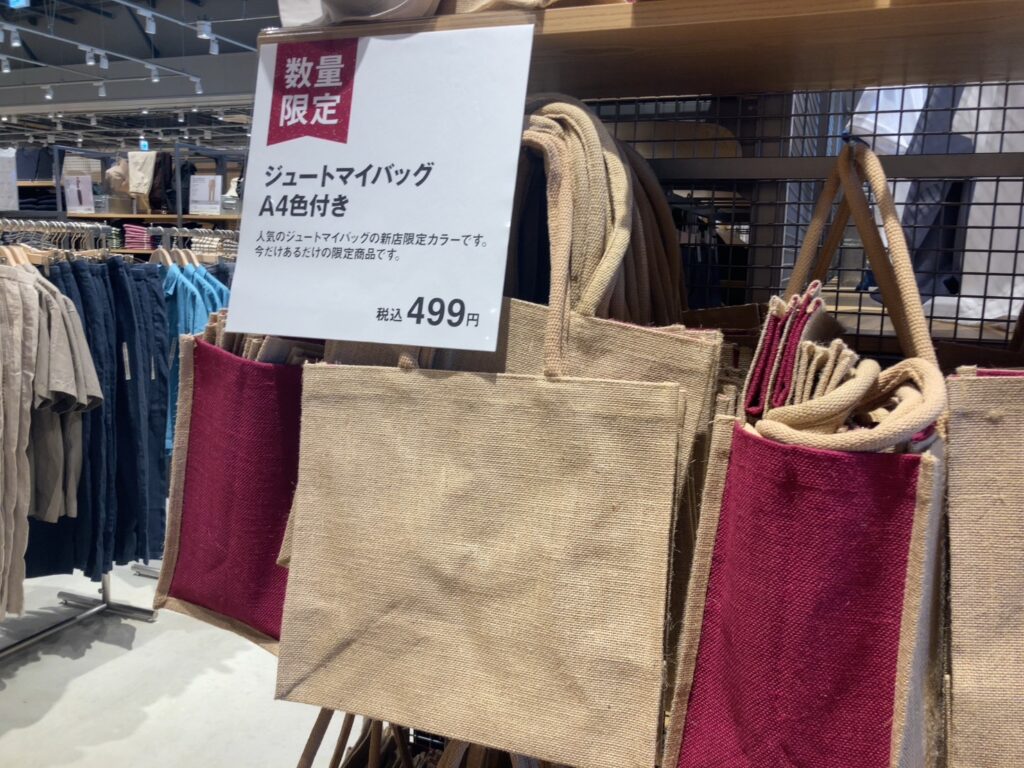 数量
限定
ジュートマイバッグ
A4色付き
人気のジュートマイバッグの新店限定カラーです。
今だけあるだけの限定商品です。
税込 499円